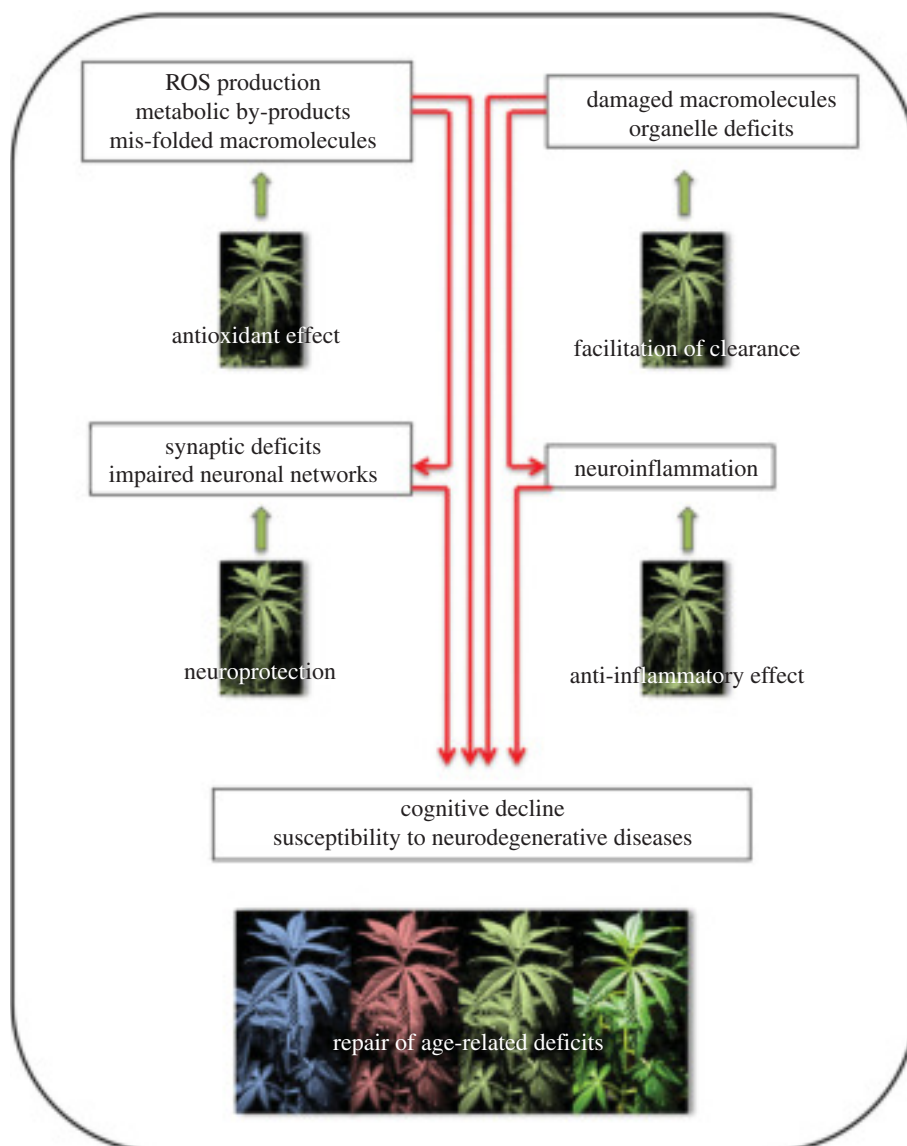 ROS production
metabolic by-products
mis-folded macromolecules
damaged macromolecules
organelle deficits
antioxidant effect
facilitation of clearance
synaptic deficits
impaired neuronal networks
neuroinflammation
neuroprotection
anti-inflammatory effect
cognitive decline
susceptibility to neurodegenerative diseases
repair of age-related deficits